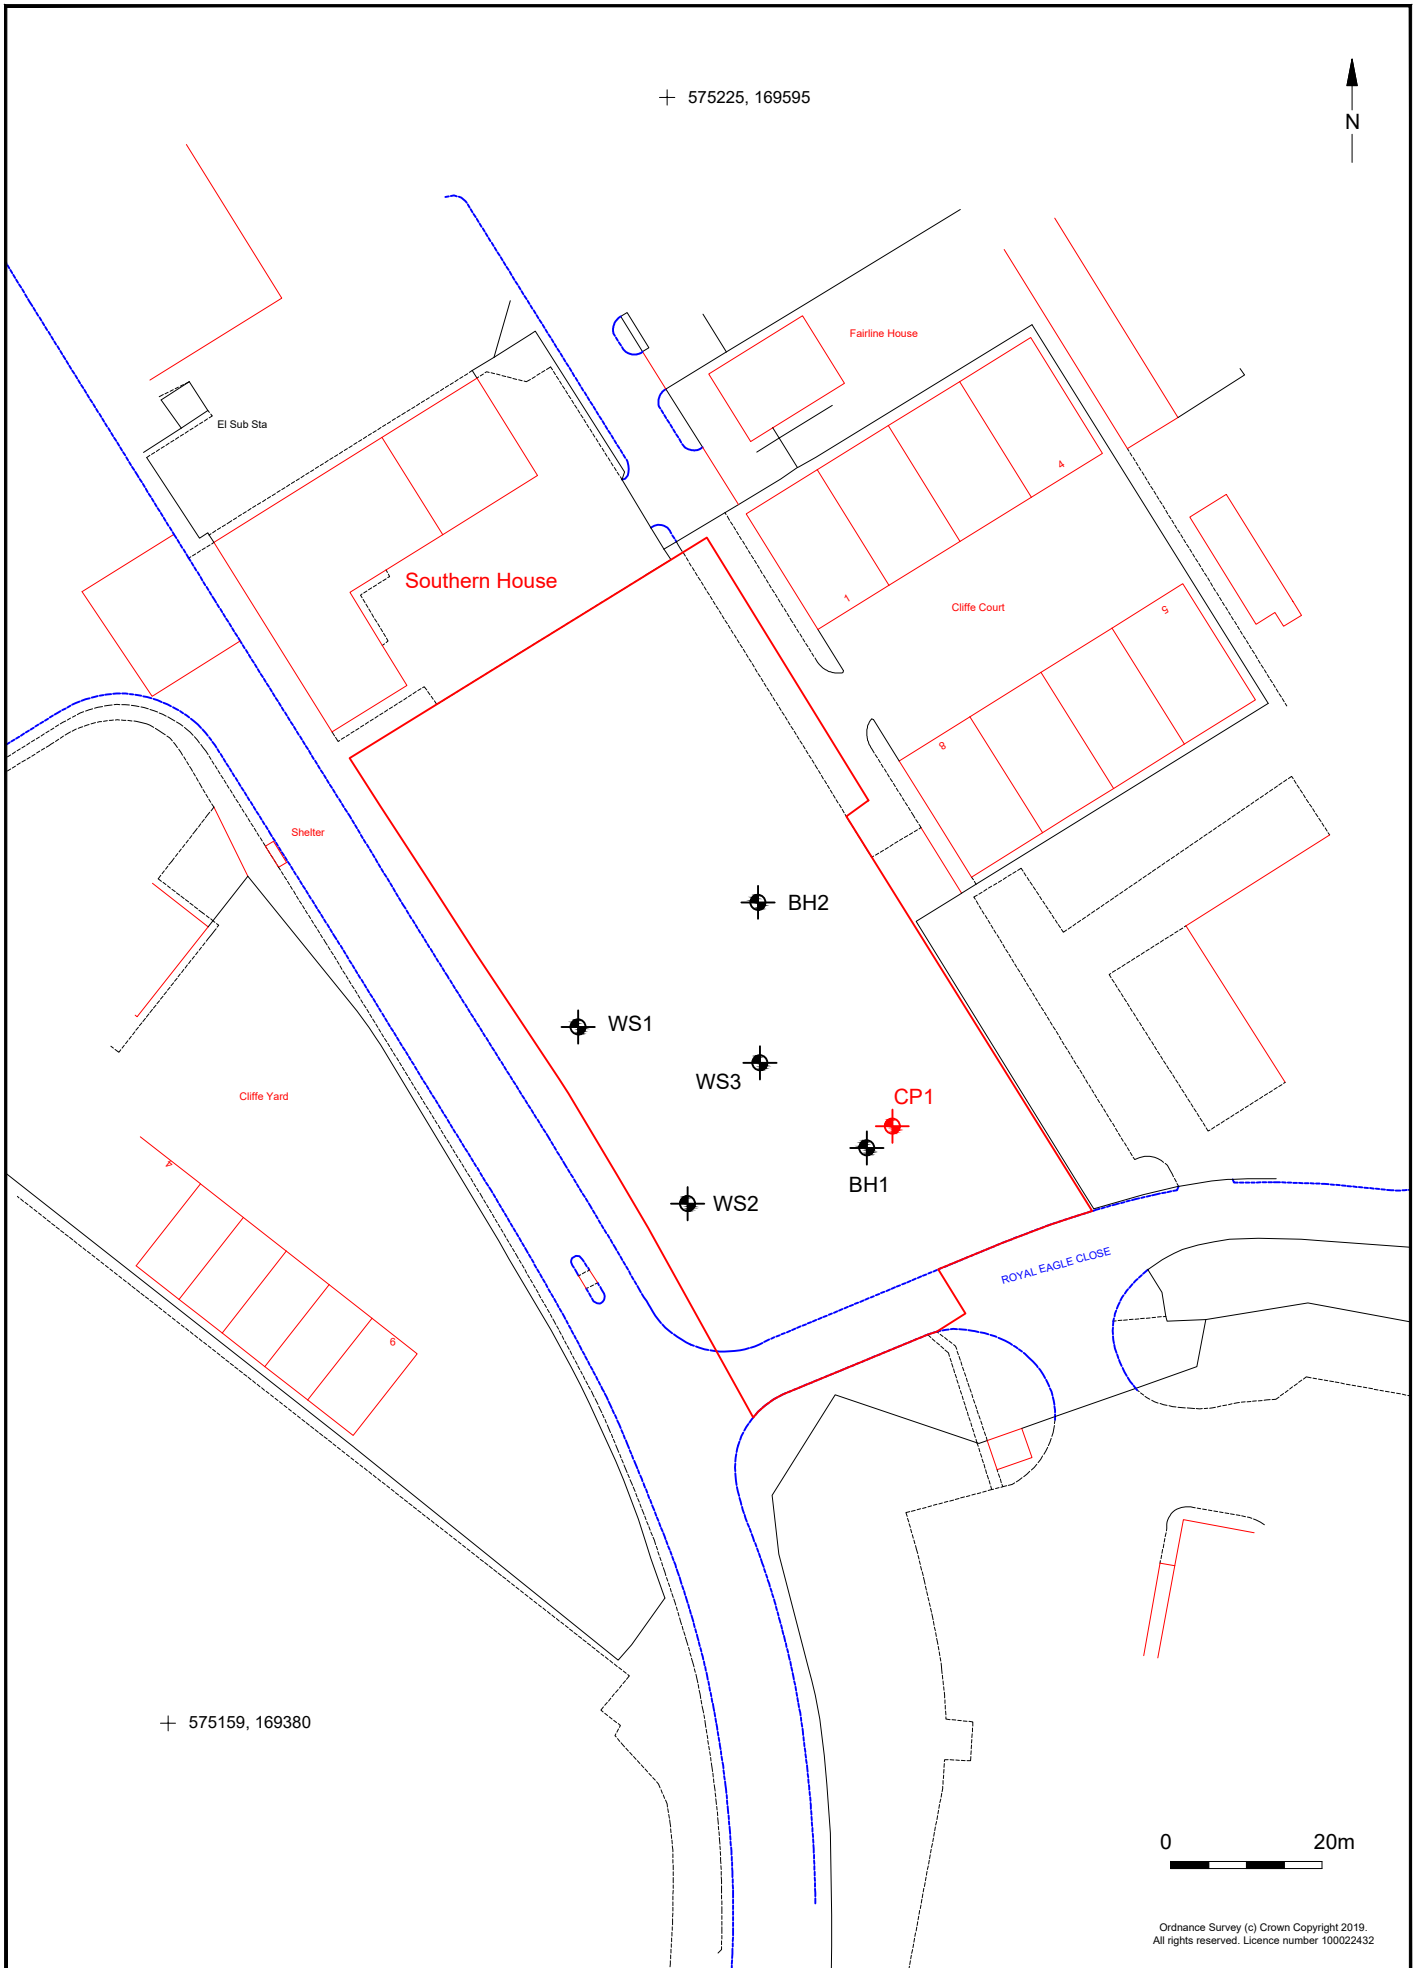 575225, 169595
N
Fairline House
El Sub Sta
4
Southern House
1
Cliffe Court
5
8
Shelter
BH2
WS1
WS3
CP1
Cliffe Yard
4
BH1
WS2
ROYAL EAGLE CLOSE
9
575159, 169380
0 20m
Ordnance Survey (c) Crown Copyright 2019.
All rights reserved. Licence number 100022432